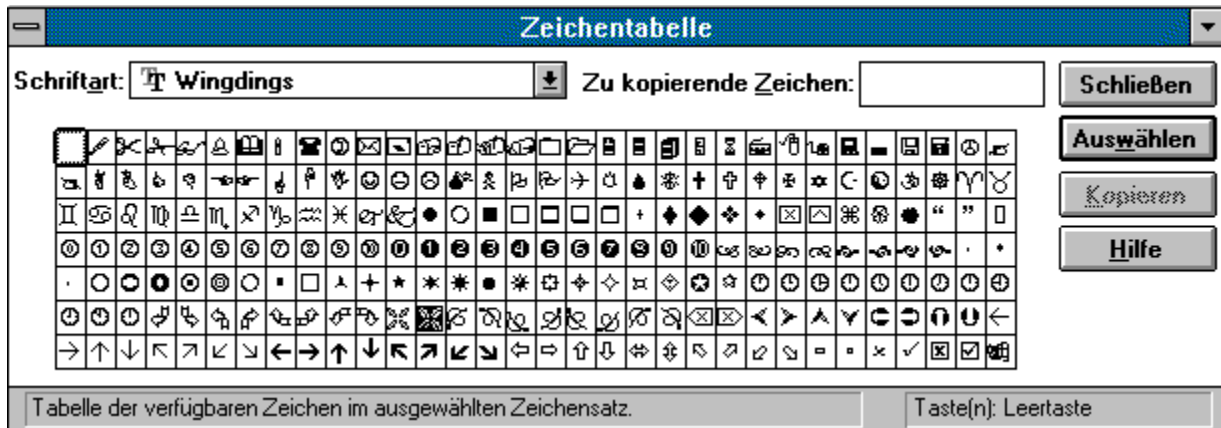 Zeichentabelle
Schriftart: Wingdings Zu kopierende Zeichen: Schließen
Auswählen
Kopieren
Hilfe
Tabelle der verfügbaren Zeichen im ausgewählten Zeichensatz. Taste(n): Leertaste